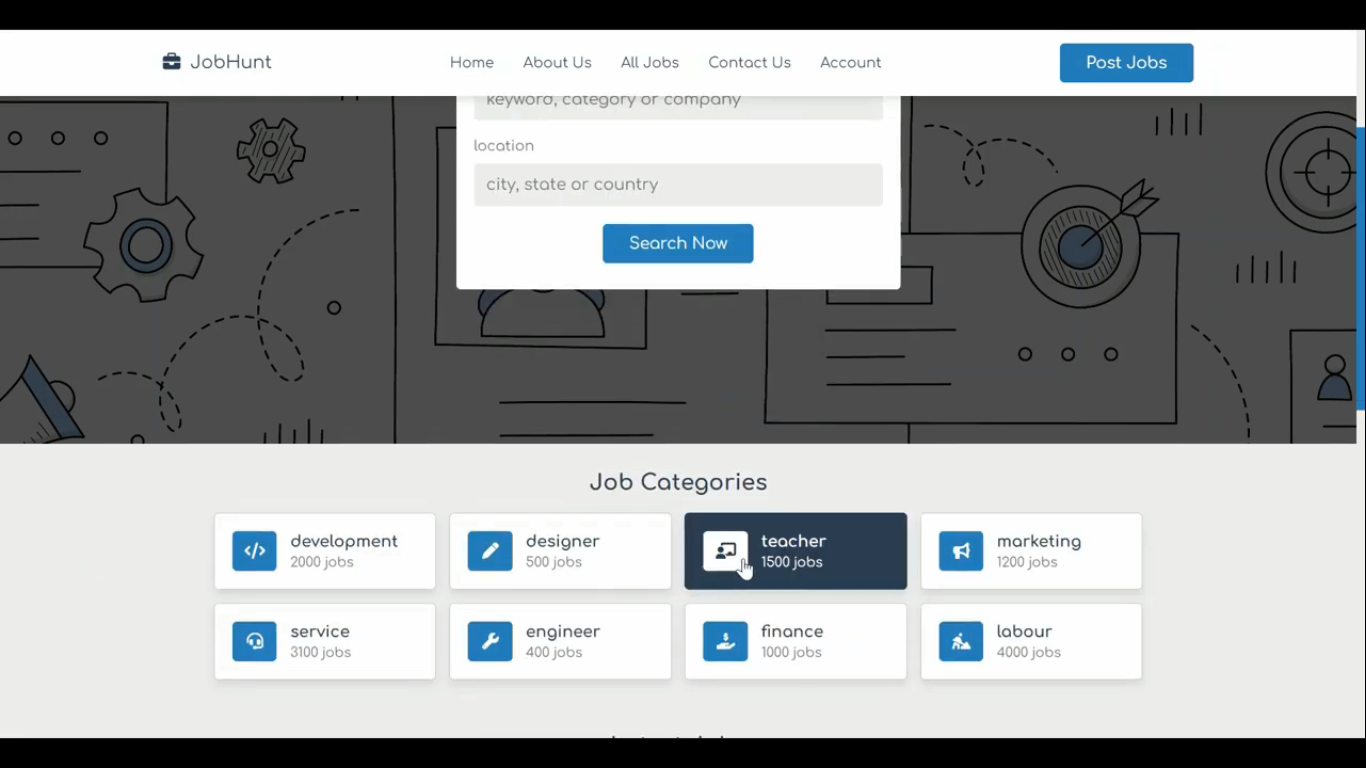 JobHunt
Home
About Us
All Jobs
Contact Us
Account
Post Jobs
keyword, category or company
location
city, state or country
Search Now
Job Categories
development
2000 jobs
designer
500 jobs
teacher
1500 jobs
marketing
1200 jobs
service
3100 jobs
engineer
400 jobs
finance
1000 jobs
labour
4000 jobs